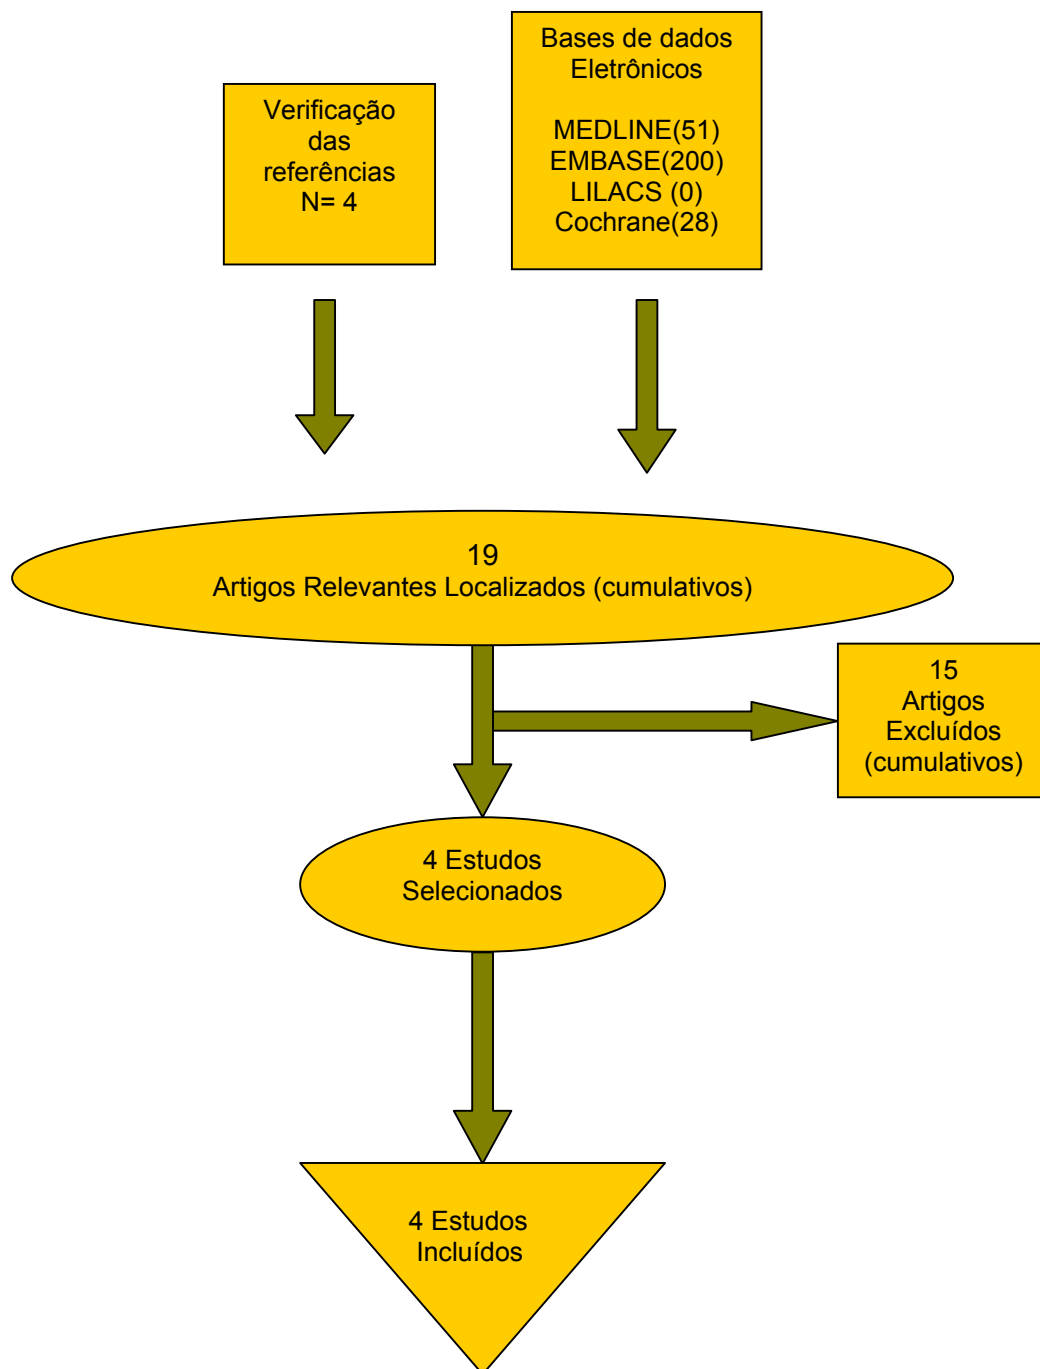 Verificação
das
referências
N= 4
Bases de dados
Eletrônicos
MEDLINE(51)
EMBASE(200)
LILACS (0)
Cochrane(28)
19
Artigos Relevantes Localizados (cumulativos)
15
Artigos
Excluídos
(cumulativos)
4 Estudos
Selecionados
4 Estudos
Incluídos